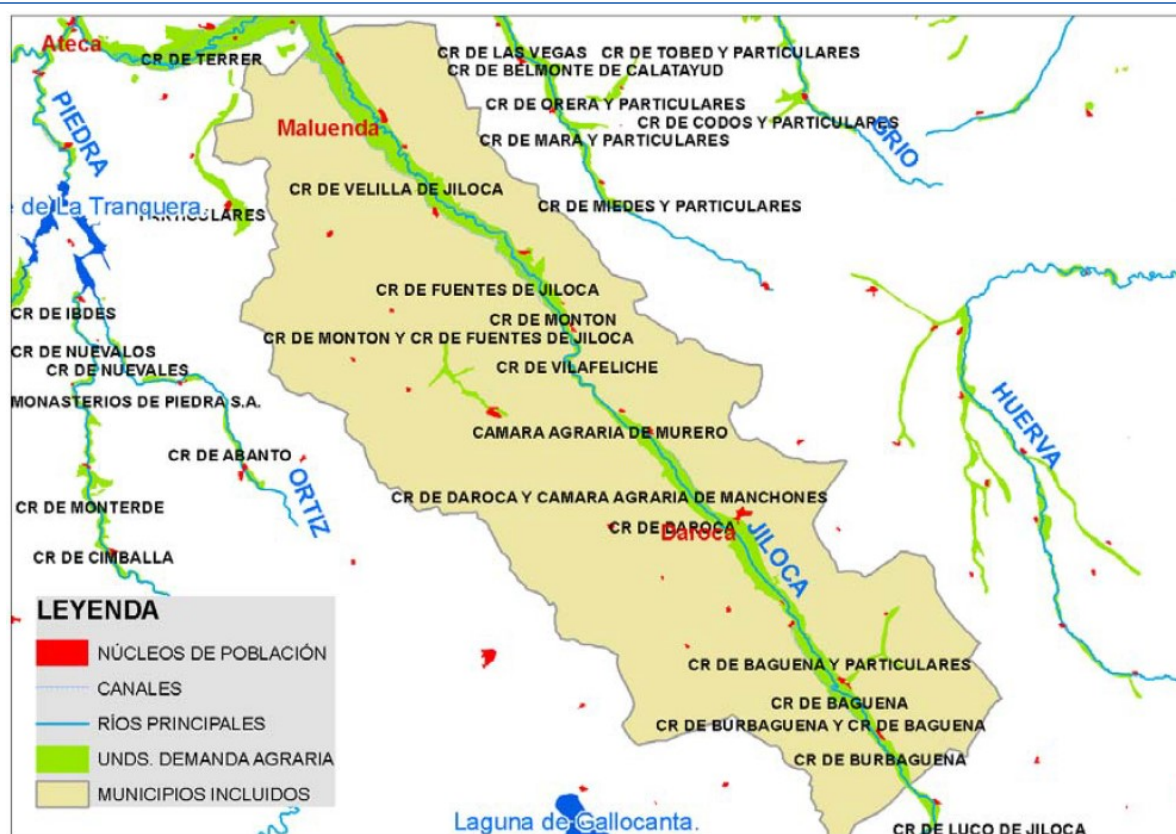 Ateca
CR DE TERRER
CR DE LAS VEGAS
CR DE TOBED Y PARTICULARES
CR DE BELMONTE DE CALATAYUD
PIEDRA
Maluenda
CR DE ORERA Y PARTICULARES
CR DE CODOS Y PARTICULARES
CR DE MARA Y PARTICULARES
GRIO
CR DE VELILLA DE JILOCA
e de La Tranquera.
PARTICULARES
CR DE MIEDES Y PARTICULARES
CR DE FUENTES DE JILOCA
CR DE IBDES
CR DE MONTON
CR DE MONTON Y CR DE FUENTES DE JILOCA
CR DE NUEVALOS
CR DE NUEVALES
CR DE VILAFELICHE
MONASTERIOS DE PIEDRA S.A.
HUERVA
CAMARA AGRARIA DE MURERO
CR DE ABANTO
ORTIZ
CR DE DAROCA Y CAMARA AGRARIA DE MANCHONES
CR DE MONTERDE
CR DE DAROCA
Daroca
JILOCA
CR DE CIMBALLA
LEYENDA
NÚCLEOS DE POBLACIÓN
CANALES
RÍOS PRINCIPALES
UNDS. DEMANDA AGRARIA
MUNICIPIOS INCLUIDOS
CR DE BAGUENA Y PARTICULARES
CR DE BAGUENA
CR DE BURBAGUENA Y CR DE BAGUENA
CR DE BURBAGUENA
Laguna de Gallocanta.
CR DE LUCO DE JILOCA